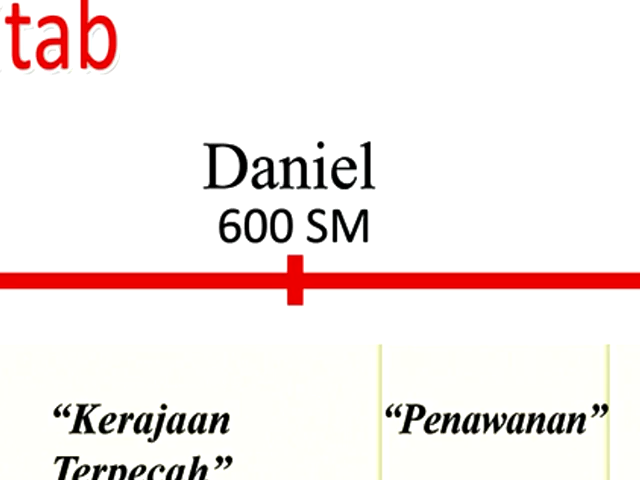 tab
Daniel
600 SM
“Kerajaan
Terpecah”
“Penawanan”